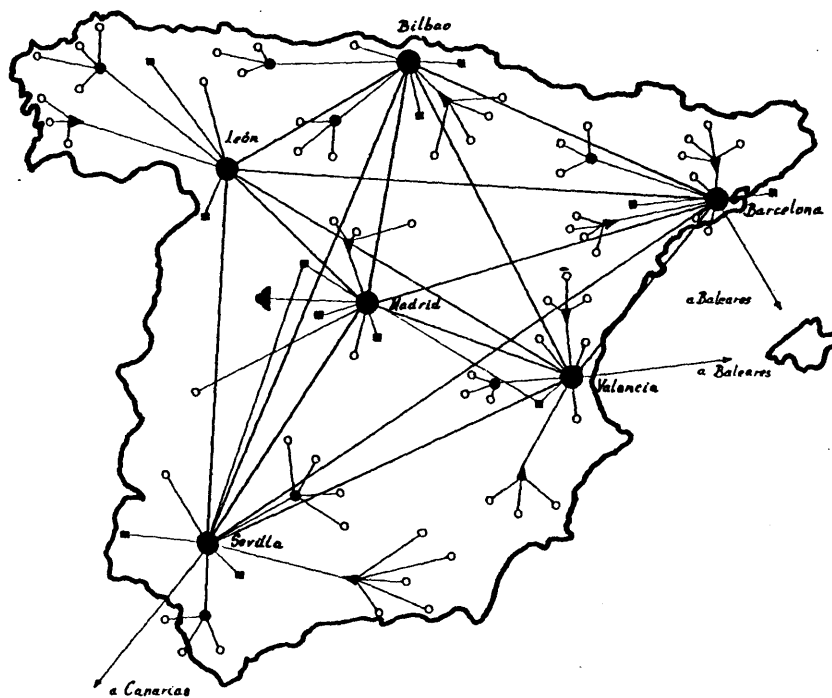 Bilbao
León
Barcelona
Madrid
a Baleares
a Baleares
Valencia
Sevilla
a Canarias